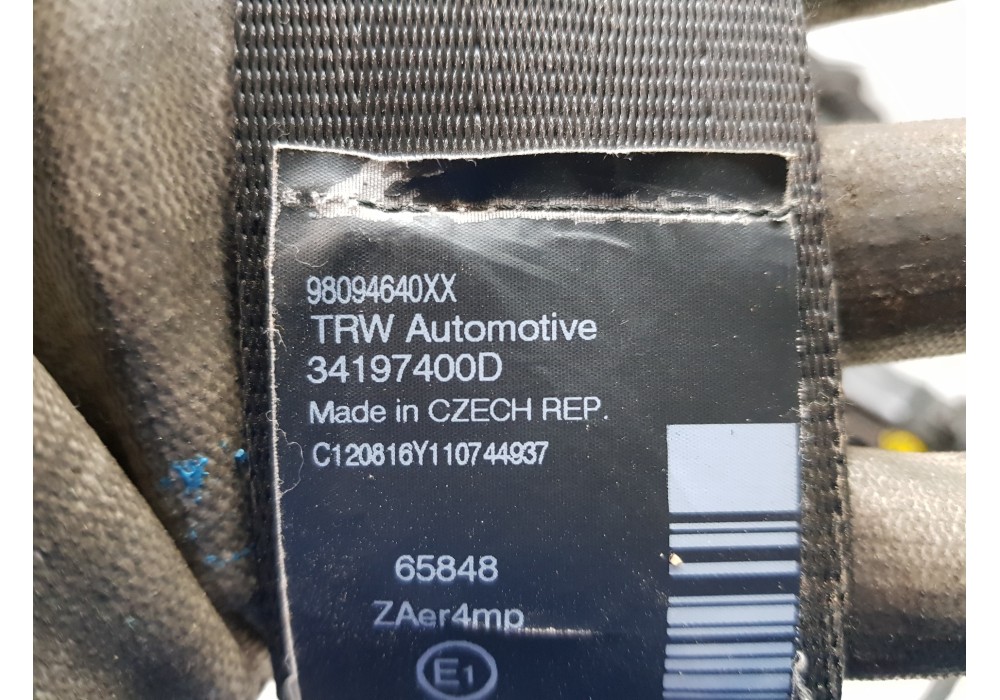 98094640XX
TRW Automotive
34197400D
Made in CZECH REP.
C120816Y110744937
65848
ZAer4mp
E1